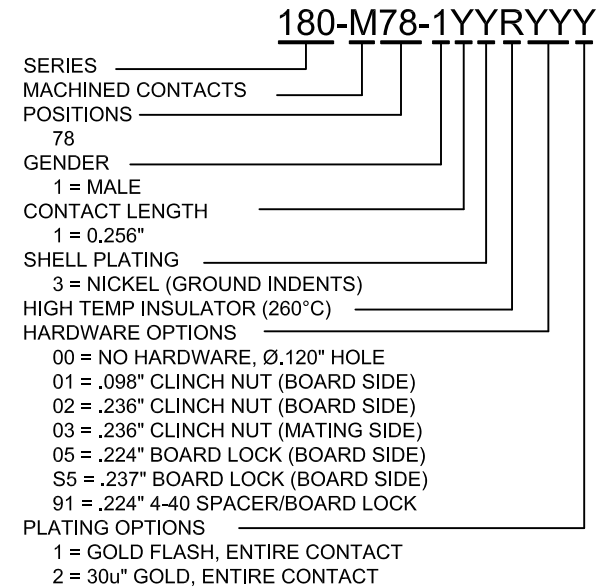 180-M78-1YYRYYY
SERIES
MACHINED CONTACTS
POSITIONS
78
GENDER
1 = MALE
CONTACT LENGTH
1 = 0.256"
SHELL PLATING
3 = NICKEL (GROUND INDENTS)
HIGH TEMP INSULATOR (260°C)
HARDWARE OPTIONS
00 = NO HARDWARE, Ø.120" HOLE
01 = .098" CLINCH NUT (BOARD SIDE)
02 = .236" CLINCH NUT (BOARD SIDE)
03 = .236" CLINCH NUT (MATING SIDE)
05 = .224" BOARD LOCK (BOARD SIDE)
S5 = .237" BOARD LOCK (BOARD SIDE)
91 = .224" 4-40 SPACER/BOARD LOCK
PLATING OPTIONS
1 = GOLD FLASH, ENTIRE CONTACT
2 = 30u" GOLD, ENTIRE CONTACT